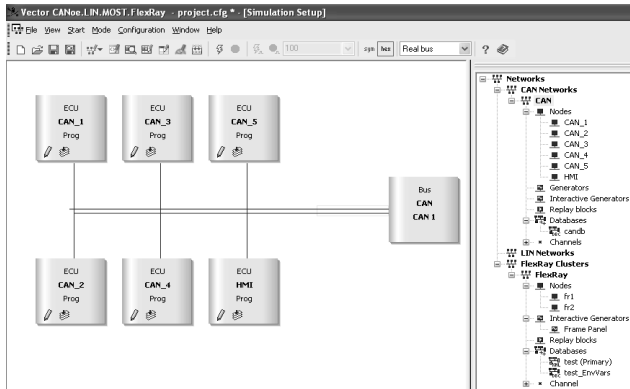 Vector CANoe.LIN.MOST.FlexRay - project.cfg * - [Simulation Setup]
File View Start Mode Configuration Window Help
100 sym hex Real bus ?
ECU
CAN_1
Prog
ECU
CAN_3
Prog
ECU
CAN_5
Prog
Bus
CAN
CAN 1
ECU
CAN_2
Prog
ECU
CAN_4
Prog
ECU
HMI
Prog
Networks
CAN Networks
CAN
Nodes
CAN_1
CAN_2
CAN_3
CAN_4
CAN_5
HMI
Generators
Interactive Generators
Replay blocks
Databases
candb
Channels
LIN Networks
FlexRay Clusters
FlexRay
Nodes
fr1
fr2
Interactive Generators
Frame Panel
Replay blocks
Databases
test (Primary)
test_EnvVars
Channel